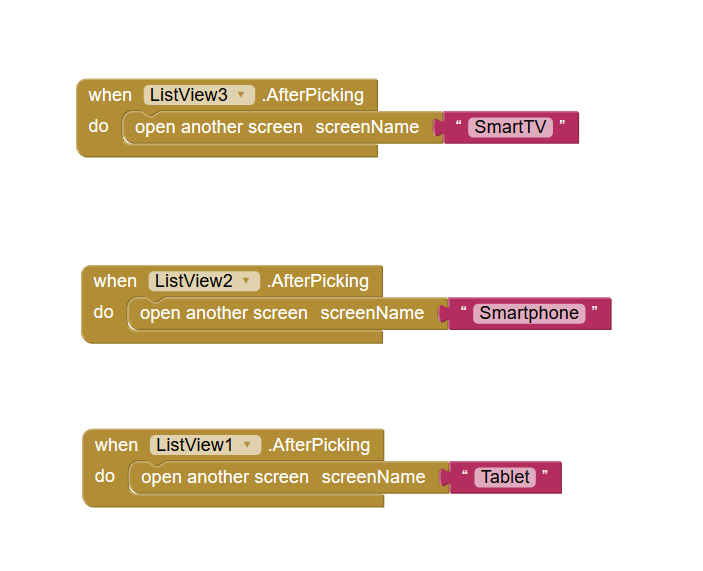 when ListView3 .AfterPicking
do open another screen screenName “ SmartTV ”
when ListView2 .AfterPicking
do open another screen screenName “ Smartphone ”
when ListView1 .AfterPicking
do open another screen screenName “ Tablet ”